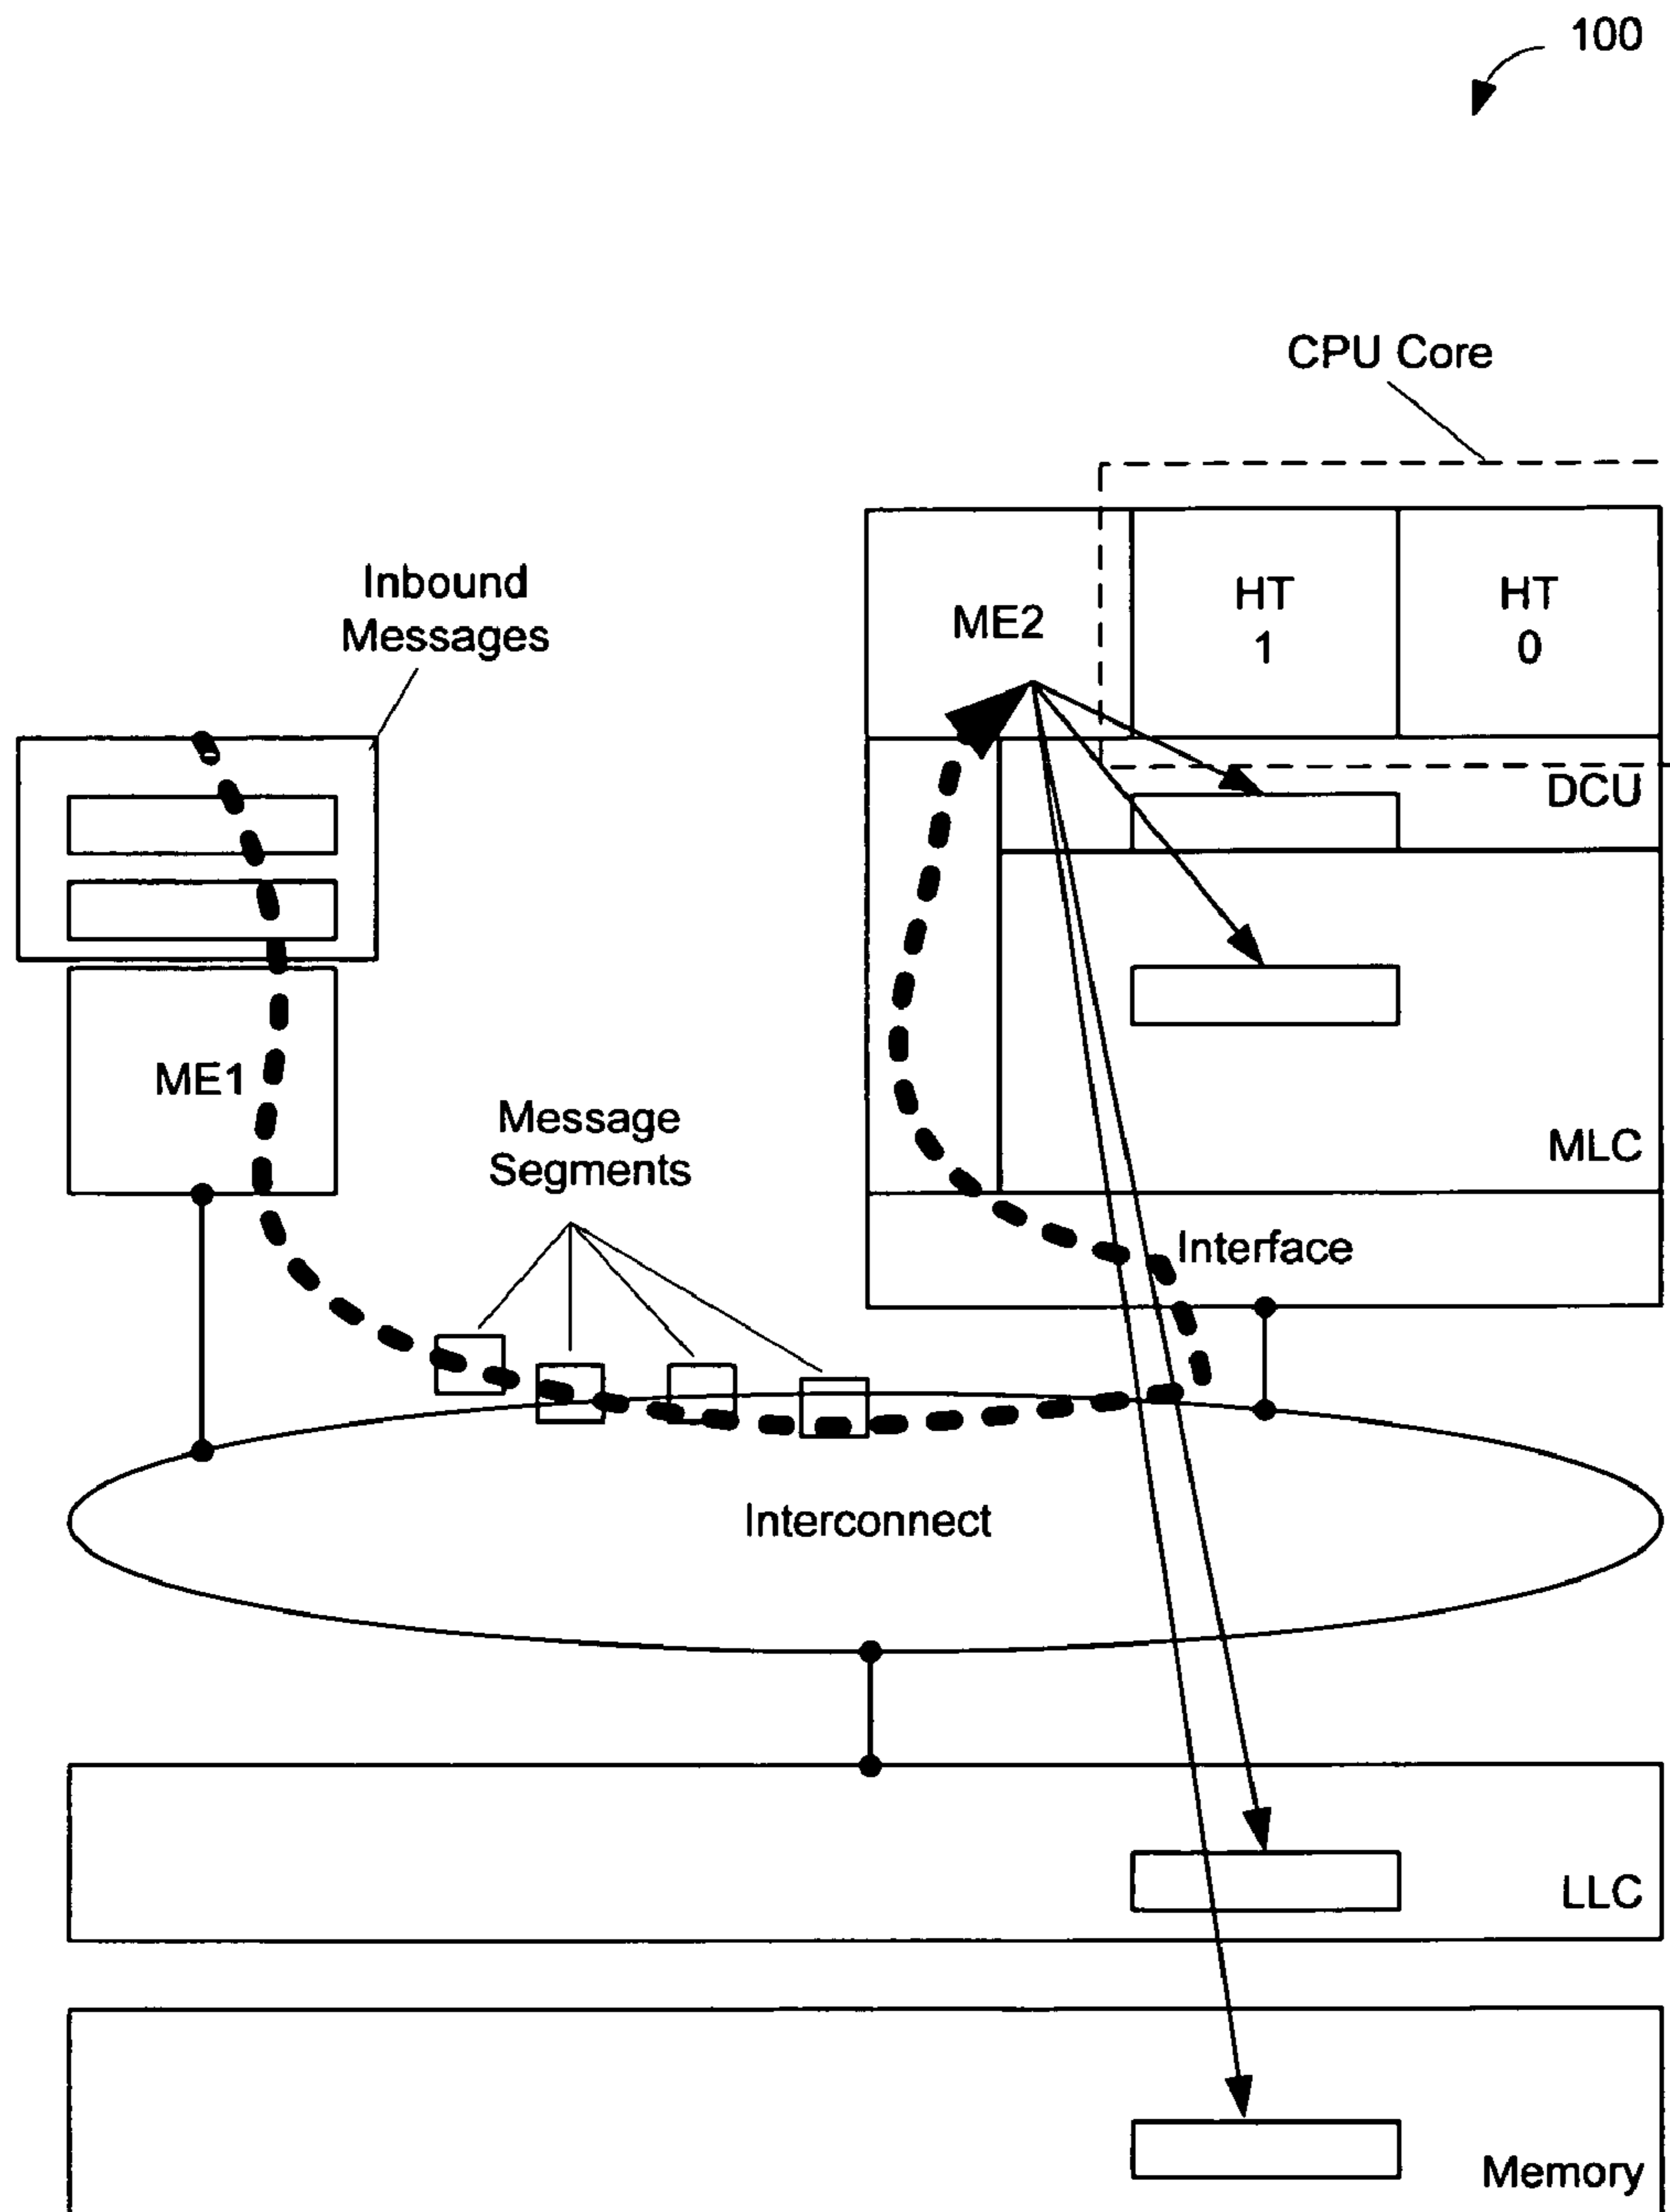 100
CPU Core
Inbound
Messages
ME2
HT
1
HT
0
DCU
ME1
Message
Segments
MLC
Interface
Interconnect
LLC
Memory